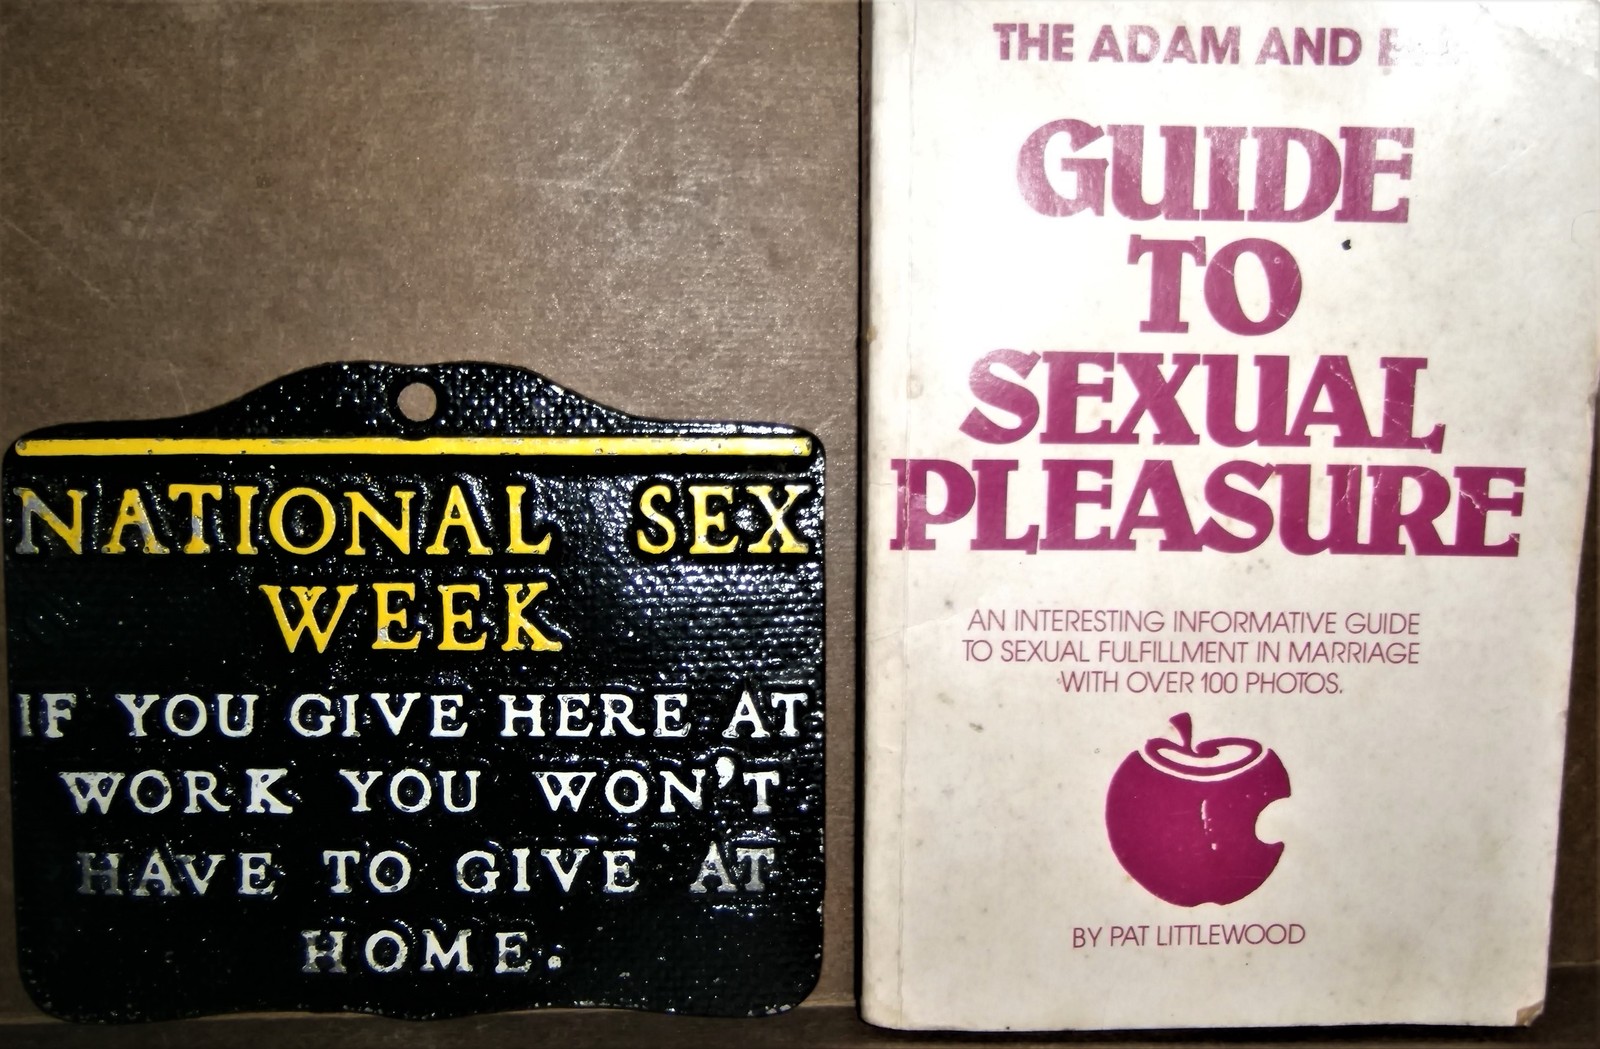 NATIONAL SEX
WEEK
IF YOU GIVE HERE AT
WORK YOU WON'T
HAVE TO GIVE AT
HOME.
THE ADAM AND
GUIDE
TO
SEXUAL
PLEASURE
AN INTERESTING INFORMATIVE GUIDE
TO SEXUAL FULFILLMENT IN MARRIAGE
WITH OVER 100 PHOTOS.
BY PAT LITTLEWOOD